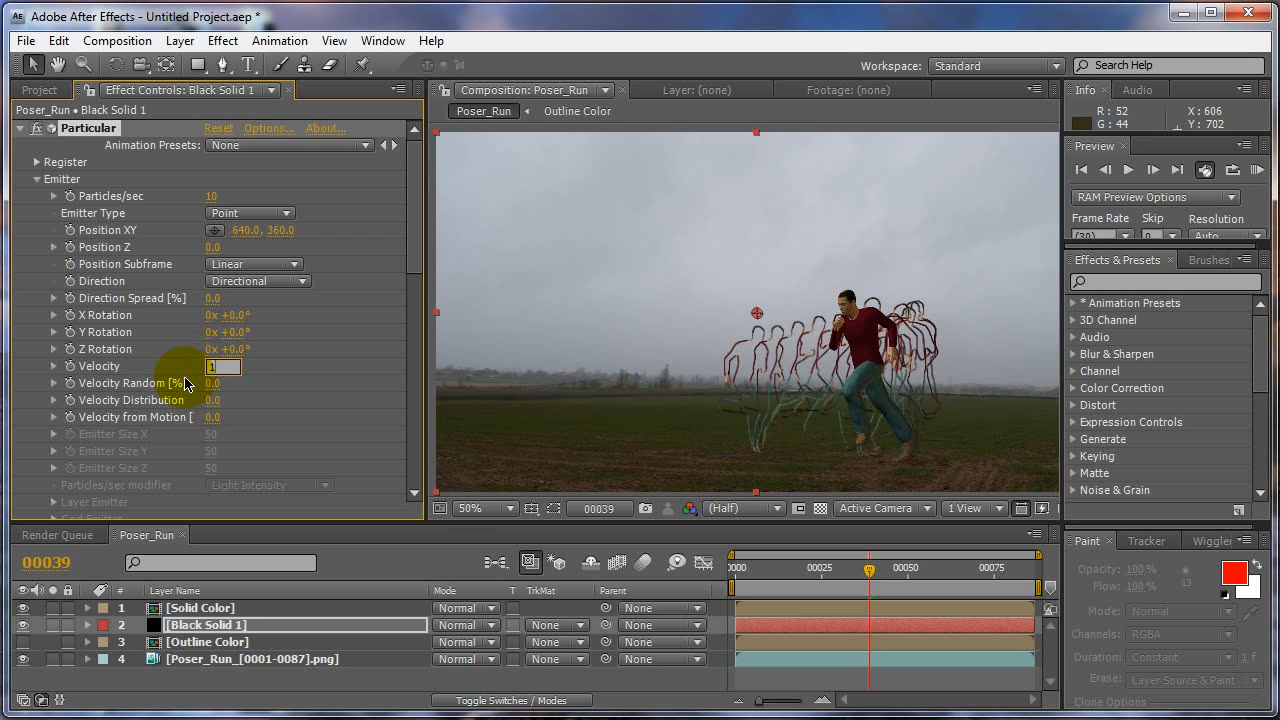 Adobe After Effects - Untitled Project.aep *
File Edit Composition Layer Effect Animation View Window Help
Workspace: Standard Search Help
Project Effect Controls: Black Solid 1
Poser_Run • Black Solid 1
fx Particular Reset Options... About...
Animation Presets: None
Register
Emitter
Particles/sec 10
Emitter Type Point
Position XY 640.0, 360.0
Position Z 0.0
Position Subframe Linear
Direction Directional
Direction Spread [%] 0.0
X Rotation 0x +0.0°
Y Rotation 0x +0.0°
Z Rotation 0x +0.0°
Velocity 1
Velocity Random [% 0.0
Velocity Distribution 0.0
Velocity from Motion [ 0.0
Emitter Size X 50
Emitter Size Y 50
Emitter Size Z 50
Particles/sec modifier Light Intensity
Layer Emitter
Composition: Poser_Run Layer: (none) Footage: (none)
Poser_Run Outline Color
50% 00039 (Half) Active Camera 1 View
Info Audio
R : 52 X : 606
G : 44 Y : 702
Preview
RAM Preview Options
Frame Rate Skip Resolution
(30) 0 Auto
Effects & Presets Brushes
* Animation Presets
3D Channel
Audio
Blur & Sharpen
Channel
Color Correction
Distort
Expression Controls
Generate
Keying
Matte
Noise & Grain
Render Queue Poser_Run
00039
0000 00025 00050 00075
# Layer Name Mode T TrkMat Parent
1 [Solid Color] Normal None
2 [Black Solid 1] Normal None None
3 [Outline Color] Normal None None
4 [Poser_Run_[0001-0087].png] Normal None None
Toggle Switches / Modes
Paint Tracker Wiggler
Opacity: 100 %
Flow: 100 % 13
Mode: Normal
Channels: RGBA
Duration: Constant 1 f
Erase: Layer Source & Paint
Clone Options